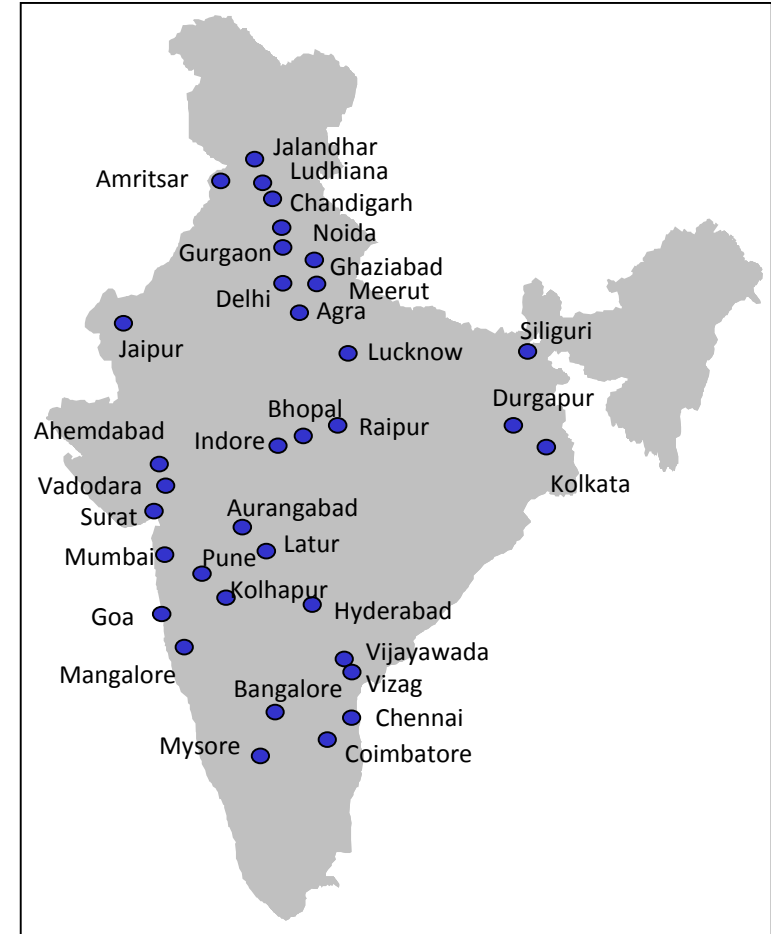 Jalandhar
Ludhiana
Amritsar
Chandigarh
Noida
Gurgaon
Ghaziabad
Delhi
Meerut
Agra
Siliguri
Jaipur
Lucknow
Durgapur
Bhopal
Raipur
Ahemdabad
Indore
Kolkata
Vadodara
Aurangabad
Surat
Latur
Mumbai
Pune
Kolhapur
Hyderabad
Goa
Vijayawada
Mangalore
Vizag
Bangalore
Chennai
Mysore
Coimbatore